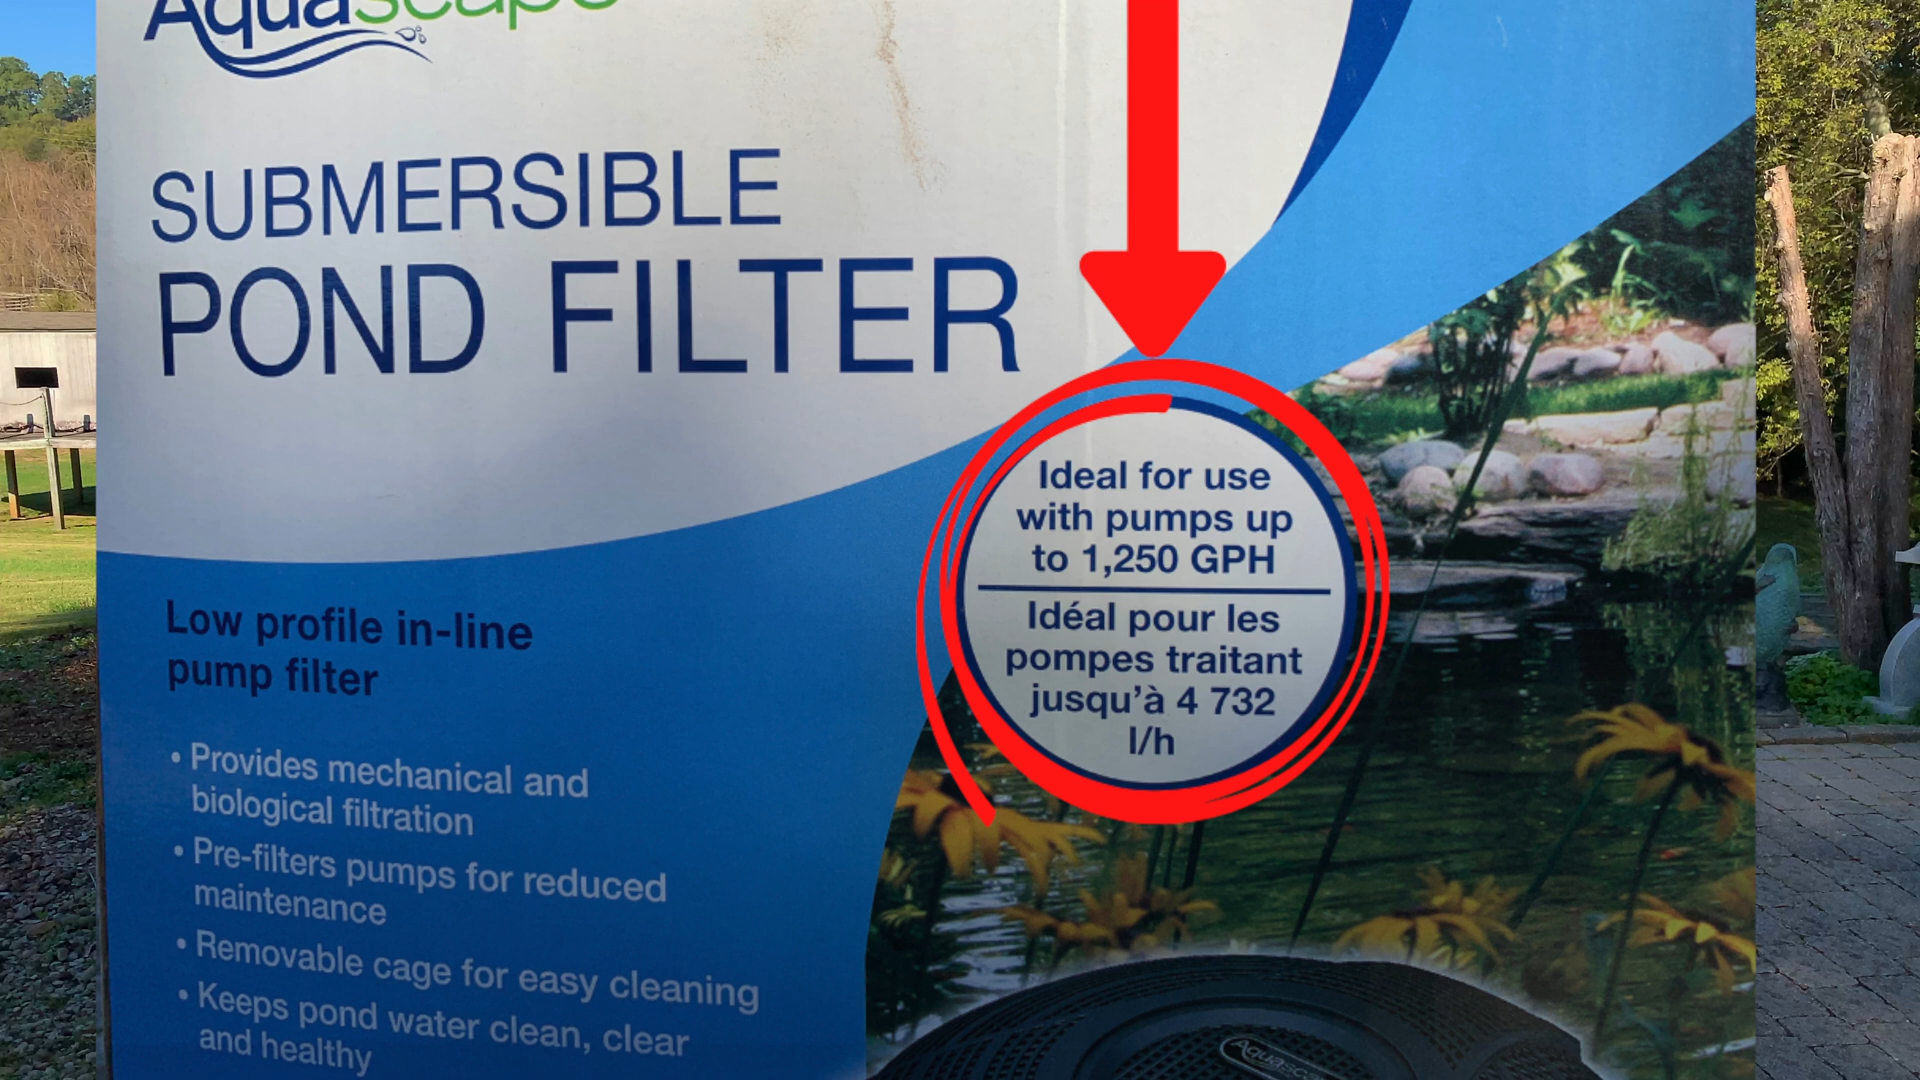 Aquascape
SUBMERSIBLE
POND FILTER
Ideal for use
with pumps up
to 1,250 GPH
Idéal pour les
pompes traitant
jusqu'à 4 732
l/h
Low profile in-line
pump filter
• Provides mechanical and
biological filtration
• Pre-filters pumps for reduced
maintenance
• Removable cage for easy cleaning
• Keeps pond water clean, clear
and healthy
Aquascape